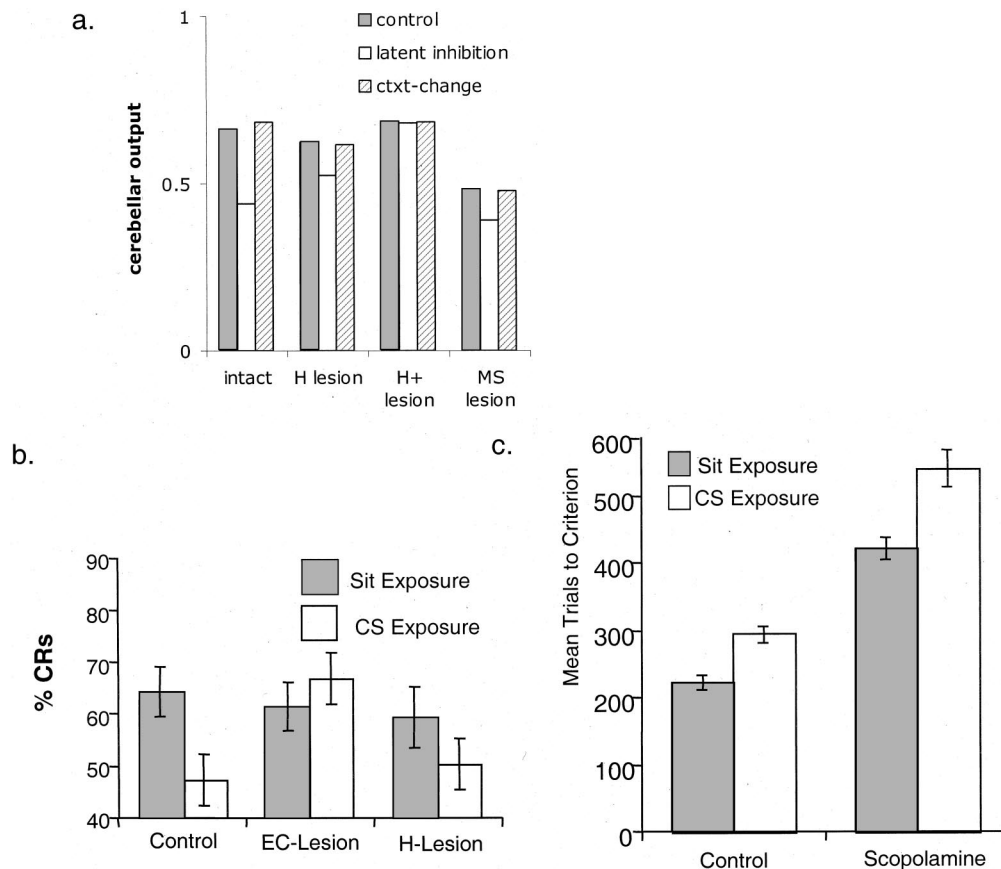 a.
1
control
latent inhibition
ctxt-change
cerebellar output
0.5
0
intact
H lesion
H+
lesion
MS
lesion
b.
Sit Exposure
CS Exposure
% CRs
90
80
70
60
50
40
Control
EC-Lesion
H-Lesion
c.
Sit Exposure
CS Exposure
Mean Trials to Criterion
600
500
400
300
200
100
0
Control
Scopolamine